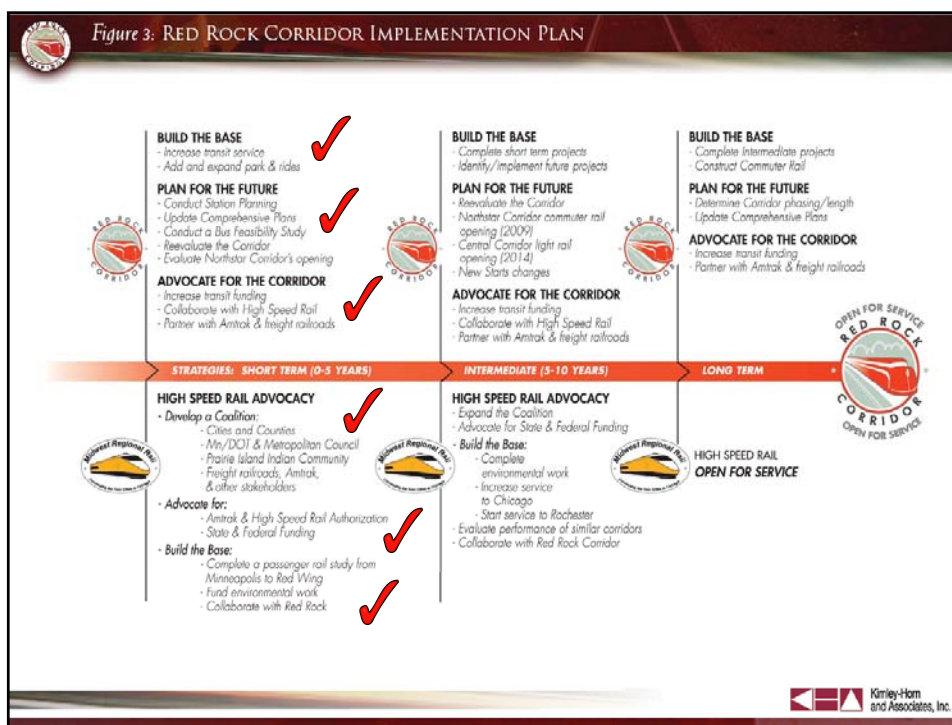 Figure 3: RED ROCK CORRIDOR IMPLEMENTATION PLAN
BUILD THE BASE
- Increase transit service
- Add and expand park & rides
PLAN FOR THE FUTURE
- Conduct Station Planning
- Update Comprehensive Plans
- Conduct a Bus Feasibility Study
- Reevaluate the Corridor
- Evaluate Northstar Corridor's opening
ADVOCATE FOR THE CORRIDOR
- Increase transit funding
- Collaborate with High Speed Rail
- Partner with Amtrak & freight railroads
RED ROCK
CORRIDOR
BUILD THE BASE
- Complete short term projects
- Identify/implement future projects
PLAN FOR THE FUTURE
- Reevaluate the Corridor
- Northstar Corridor commuter rail
opening (2009)
- Central Corridor light rail
opening (2014)
- New Starts changes
ADVOCATE FOR THE CORRIDOR
- Increase transit funding
- Collaborate with High Speed Rail
- Partner with Amtrak & freight railroads
RED ROCK
CORRIDOR
BUILD THE BASE
- Complete Intermediate projects
- Construct Commuter Rail
PLAN FOR THE FUTURE
- Determine Corridor phasing/length
- Update Comprehensive Plans
ADVOCATE FOR THE CORRIDOR
- Increase transit funding
- Partner with Amtrak & freight railroads
RED ROCK
CORRIDOR
STRATEGIES: SHORT TERM (0-5 YEARS)
INTERMEDIATE (5-10 YEARS)
LONG TERM
OPEN FOR SERVICE
RED ROCK
CORRIDOR
OPEN FOR SERVICE
HIGH SPEED RAIL ADVOCACY
- Develop a Coalition:
- Cities and Counties
- Mn/DOT & Metropolitan Council
- Prairie Island Indian Community
- Freight railroads, Amtrak,
& other stakeholders
- Advocate for:
- Amtrak & High Speed Rail Authorization
- State & Federal Funding
- Build the Base:
- Complete a passenger rail study from
Minneapolis to Red Wing
- Fund environmental work
- Collaborate with Red Rock
Midwest Regional Rail
HIGH SPEED RAIL ADVOCACY
- Expand the Coalition
- Advocate for State & Federal Funding
- Build the Base:
- Complete
environmental work
- Increase service
to Chicago
- Start service to Rochester
- Evaluate performance of similar corridors
- Collaborate with Red Rock Corridor
Midwest Regional Rail
HIGH SPEED RAIL
OPEN FOR SERVICE
Midwest Regional Rail
Kimley-Horn
and Associates, Inc.